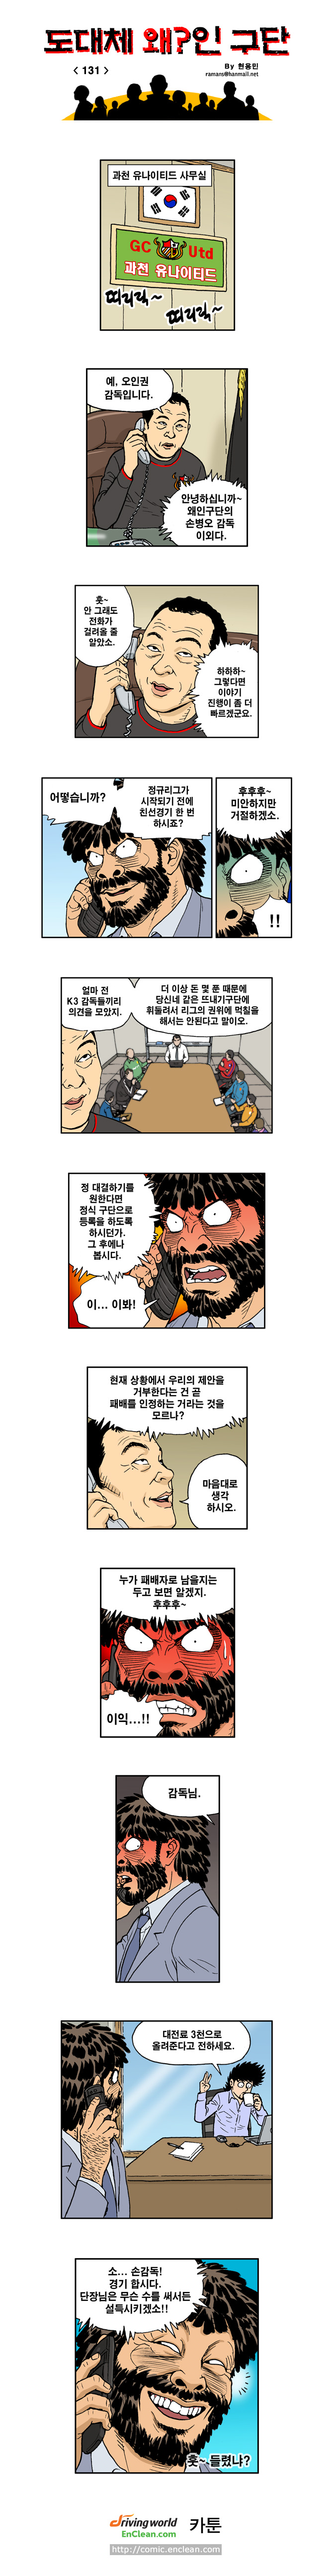 도대체 왜?인 구단
< 131 >
By 현용민
ramans@hanmail.net
과천 유나이티드 사무실
GC Utd
과천 유나이티드
띠리릭~
띠리릭~
예, 오인권
감독입니다.
안녕하십니까~
왜인구단의
손병오 감독
이외다.
훗~
안 그래도
전화가
걸려올 줄
알았소.
하하하~
그렇다면
이야기
진행이 좀 더
빠르겠군요.
어떻습니까?
정규리그가
시작되기 전에
친선경기 한 번
하시죠?
후후후~
미안하지만
거절하겠소.
!!
얼마 전
K3 감독들끼리
의견을 모았지.
더 이상 돈 몇 푼 때문에
당신네 같은 뜨내기구단에
휘둘려서 리그의 권위에 먹칠을
해서는 안된다고 말이오.
정 대결하기를
원한다면
정식 구단으로
등록을 하도록
하시던가.
그 후에나
봅시다.
이... 이봐!
현재 상황에서 우리의 제안을
거부한다는 건 곧
패배를 인정하는 거라는 것을
모르나?
마음대로
생각
하시오.
누가 패배자로 남을지는
두고 보면 알겠지.
후후후~
이익...!!
감독님.
대전료 3천으로
올려준다고 전하세요.
소... 손감독!
경기 합시다.
단장님은 무슨 수를 써서든
설득시키겠소!!
훗~ 들렸냐?
drivingworld
EnClean.com
카툰
http://comic.enclean.com